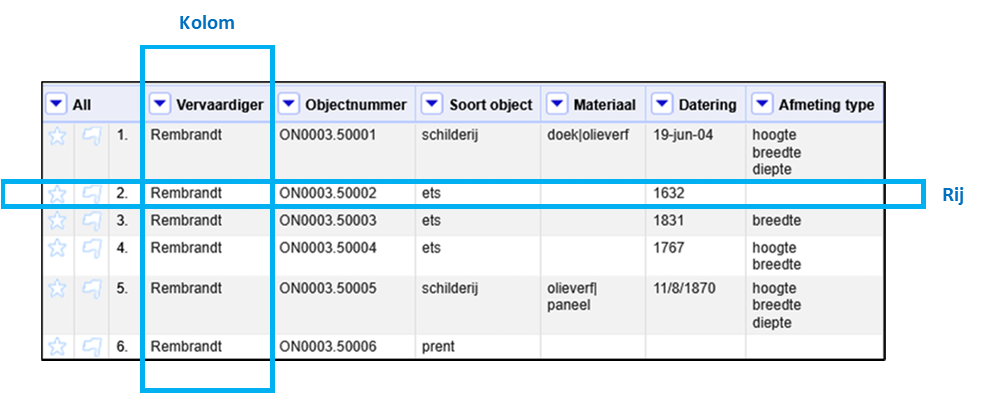 Kolom
All Vervaardiger Objectnummer Soort object Materiaal Datering Afmeting type
1. Rembrandt ON0003.50001 schilderij doek|olieverf 19-jun-04 hoogte
breedte
diepte
2. Rembrandt ON0003.50002 ets 1632
Rij
3. Rembrandt ON0003.50003 ets 1831 breedte
4. Rembrandt ON0003.50004 ets 1767 hoogte
breedte
5. Rembrandt ON0003.50005 schilderij olieverf| 11/8/1870 hoogte
paneel breedte
diepte
6. Rembrandt ON0003.50006 prent